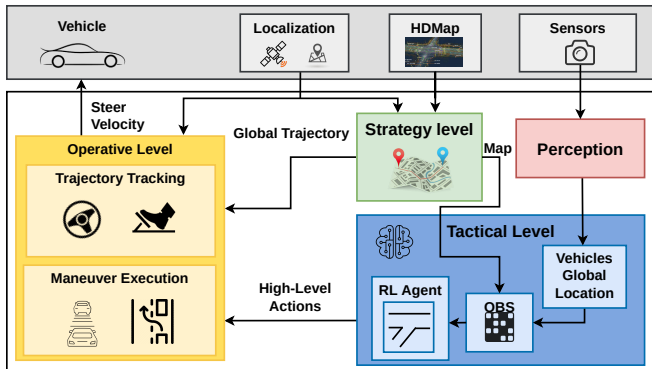 Vehicle
Localization
HDMap
Sensors
Steer
Velocity
Global Trajectory
Strategy level
Map
Perception
Operative Level
Trajectory Tracking
Maneuver Execution
High-Level
Actions
Tactical Level
RL Agent
OBS
Vehicles
Global
Location